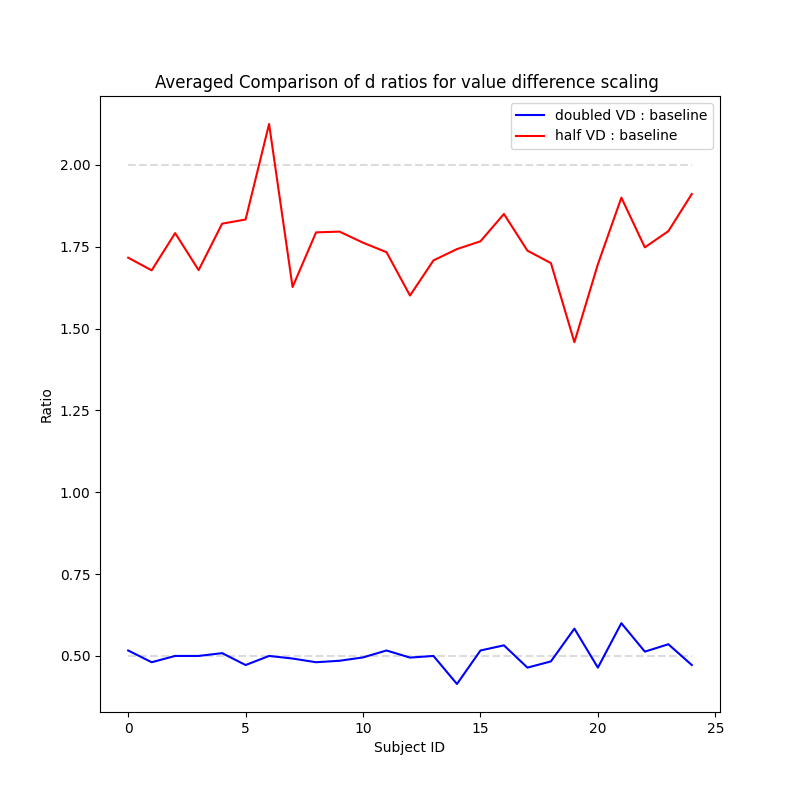 Averaged Comparison of d ratios for value difference scaling
doubled VD : baseline
half VD : baseline
2.00
1.75
1.50
1.25
1.00
0.75
0.50
Ratio
0 5 10 15 20 25
Subject ID